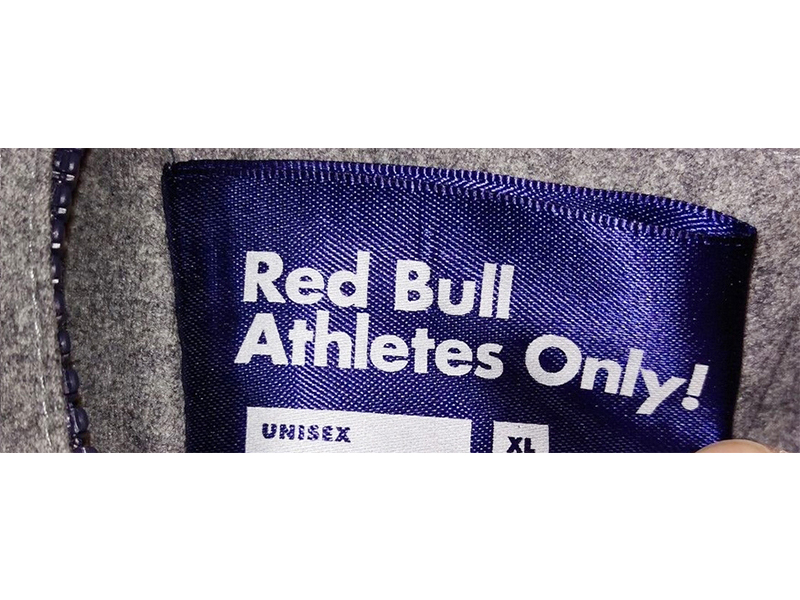 Red Bull
Athletes Only!
UNISEX
XL